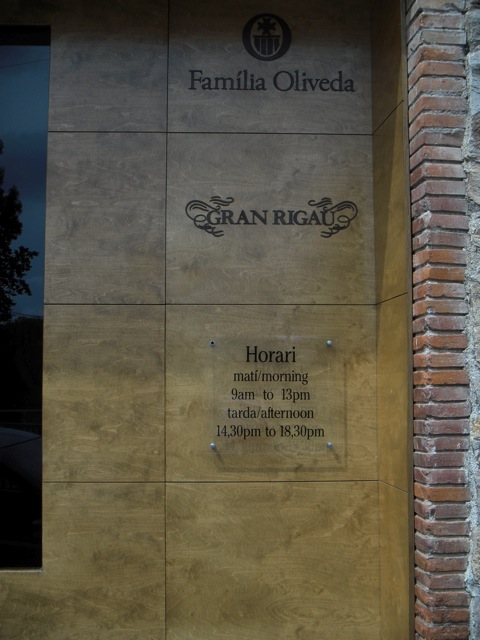 Família Oliveda
GRAN RIGAU
Horari
matí/morning
9am to 13pm
tarda/afternoon
14,30pm to 18,30pm